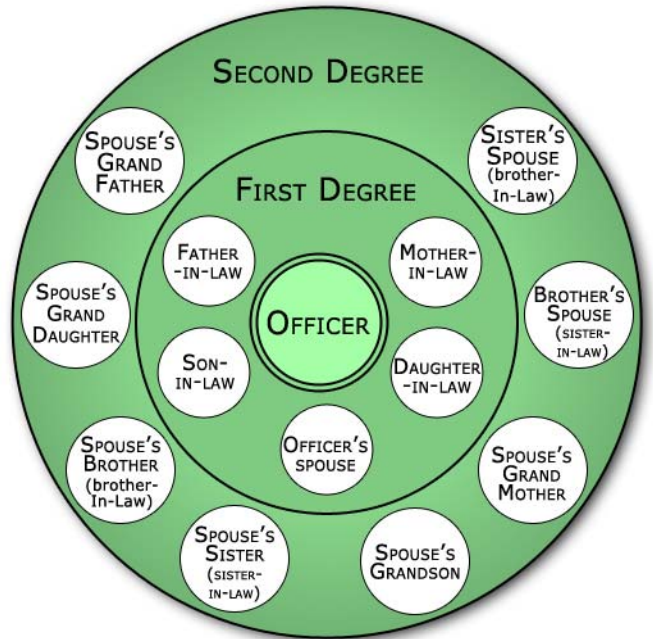 SECOND DEGREE
SPOUSE'S
GRAND
FATHER
SISTER'S
SPOUSE
(brother-
In-Law)
FIRST DEGREE
FATHER
-IN-LAW
MOTHER-
IN-LAW
SPOUSE'S
GRAND
DAUGHTER
OFFICER
BROTHER'S
SPOUSE
(SISTER-
IN-LAW)
SON-
IN-LAW
DAUGHTER
-IN-LAW
OFFICER'S
SPOUSE
SPOUSE'S
BROTHER
(brother-
In-Law)
SPOUSE'S
GRAND
MOTHER
SPOUSE'S
SISTER
(SISTER-
IN-LAW)
SPOUSE'S
GRANDSON